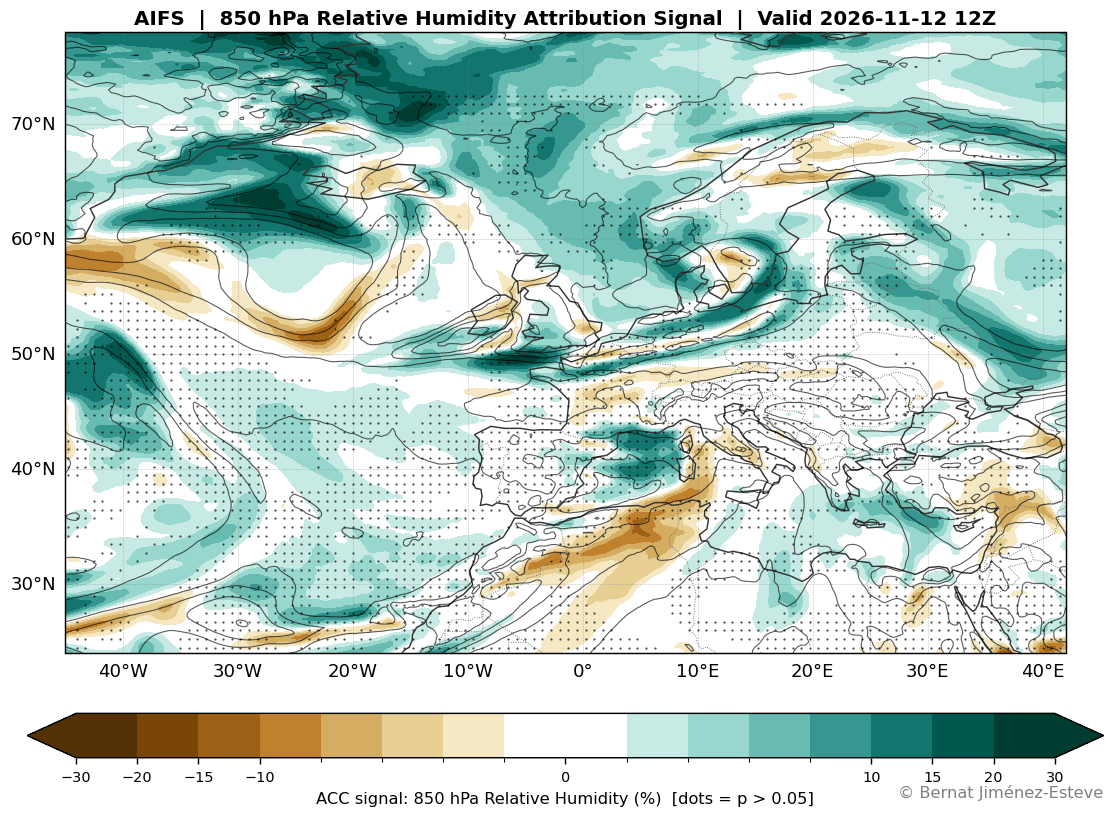 AIFS | 850 hPa Relative Humidity Attribution Signal | Valid 2026-11-12 12Z
70°N
60°N
50°N
40°N
30°N
40°W 30°W 20°W 10°W 0° 10°E 20°E 30°E 40°E
−30 −20 −15 −10 0 10 15 20 30
ACC signal: 850 hPa Relative Humidity (%) [dots = p > 0.05]
© Bernat Jiménez-Esteve